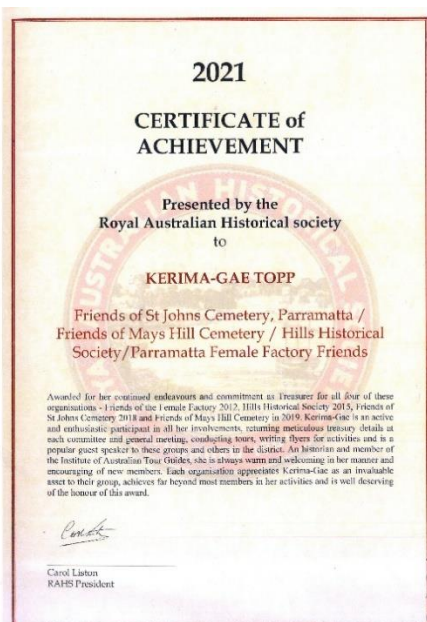 2021
CERTIFICATE of
ACHIEVEMENT
Presented by the
Royal Australian Historical society
to
KERIMA-GAE TOPP
Friends of St Johns Cemetery, Parramatta /
Friends of Mays Hill Cemetery / Hills Historical
Society/Parramatta Female Factory Friends
Awarded for her continued endeavours and commitment as Treasurer for all four of these
organisations - Friends of the Female Factory 2012, Hills Historical Society 2015, Friends of
St Johns Cemetery 2018 and Friends of Mays Hill Cemetery in 2019. Kerima-Gae is an active
and enthusiastic participant in all her involvements, returning meticulous treasury details at
each committee and general meeting, conducting tours, writing flyers for activities and is a
popular guest speaker to these groups and others in the district. An historian and member of
the Institute of Australian Tour Guides, she is always warm and welcoming in her manner and
encouraging of new members. Each organisation appreciates Kerima-Gae as an invaluable
asset to their group, achieves far beyond most members in her activities and is well deserving
of the honour of this award.
Carol Liston
RAHS President